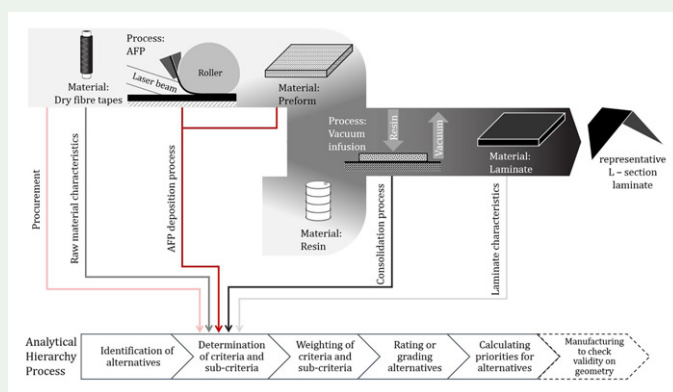 Process:
AFP
Laser beam
Roller
Material:
Dry fibre tapes
Material:
Preform
Process:
Vacuum
infusion
Resin
Vacuum
Material:
Laminate
representative
L – section
laminate
Material:
Resin
Procurement
Raw material characteristics
AFP deposition process
Consolidation process
Laminate characteristics
Analytical
Hierarchy
Process
Identification of
alternatives
Determination
of criteria and
sub-criteria
Weighting of
criteria and
sub-criteria
Rating or
grading
alternatives
Calculating
priorities for
alternatives
Manufacturing
to check
validity on
geometry